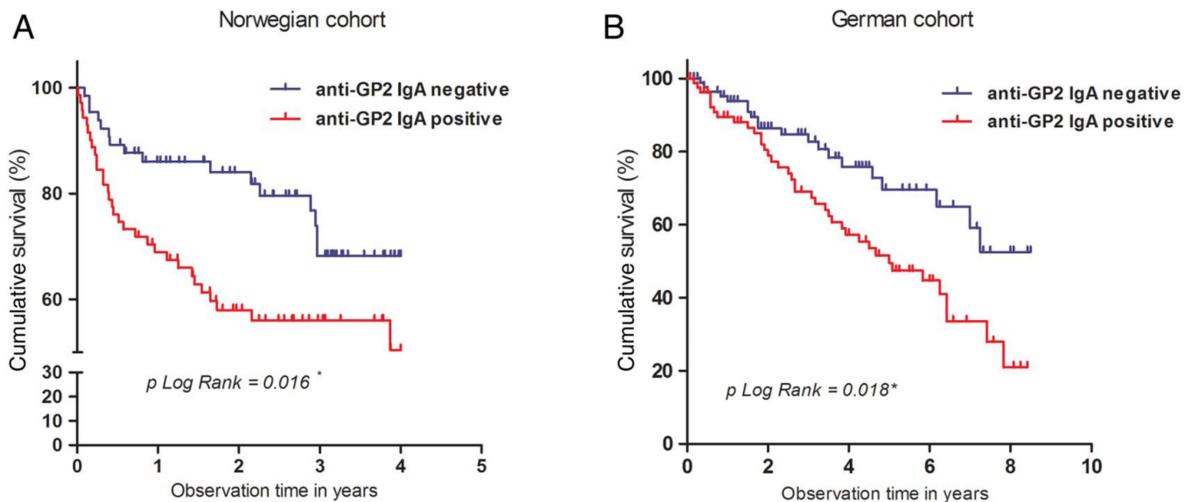 A
Norwegian cohort
anti-GP2 IgA negative
anti-GP2 IgA positive
Cumulative survival (%)
100
80
60
30
20
10
0
p Log Rank = 0.016 *
0 1 2 3 4 5
Observation time in years
B
German cohort
anti-GP2 IgA negative
anti-GP2 IgA positive
Cumulative survival (%)
100
80
60
40
20
0
p Log Rank = 0.018*
0 2 4 6 8 10
Observation time in years